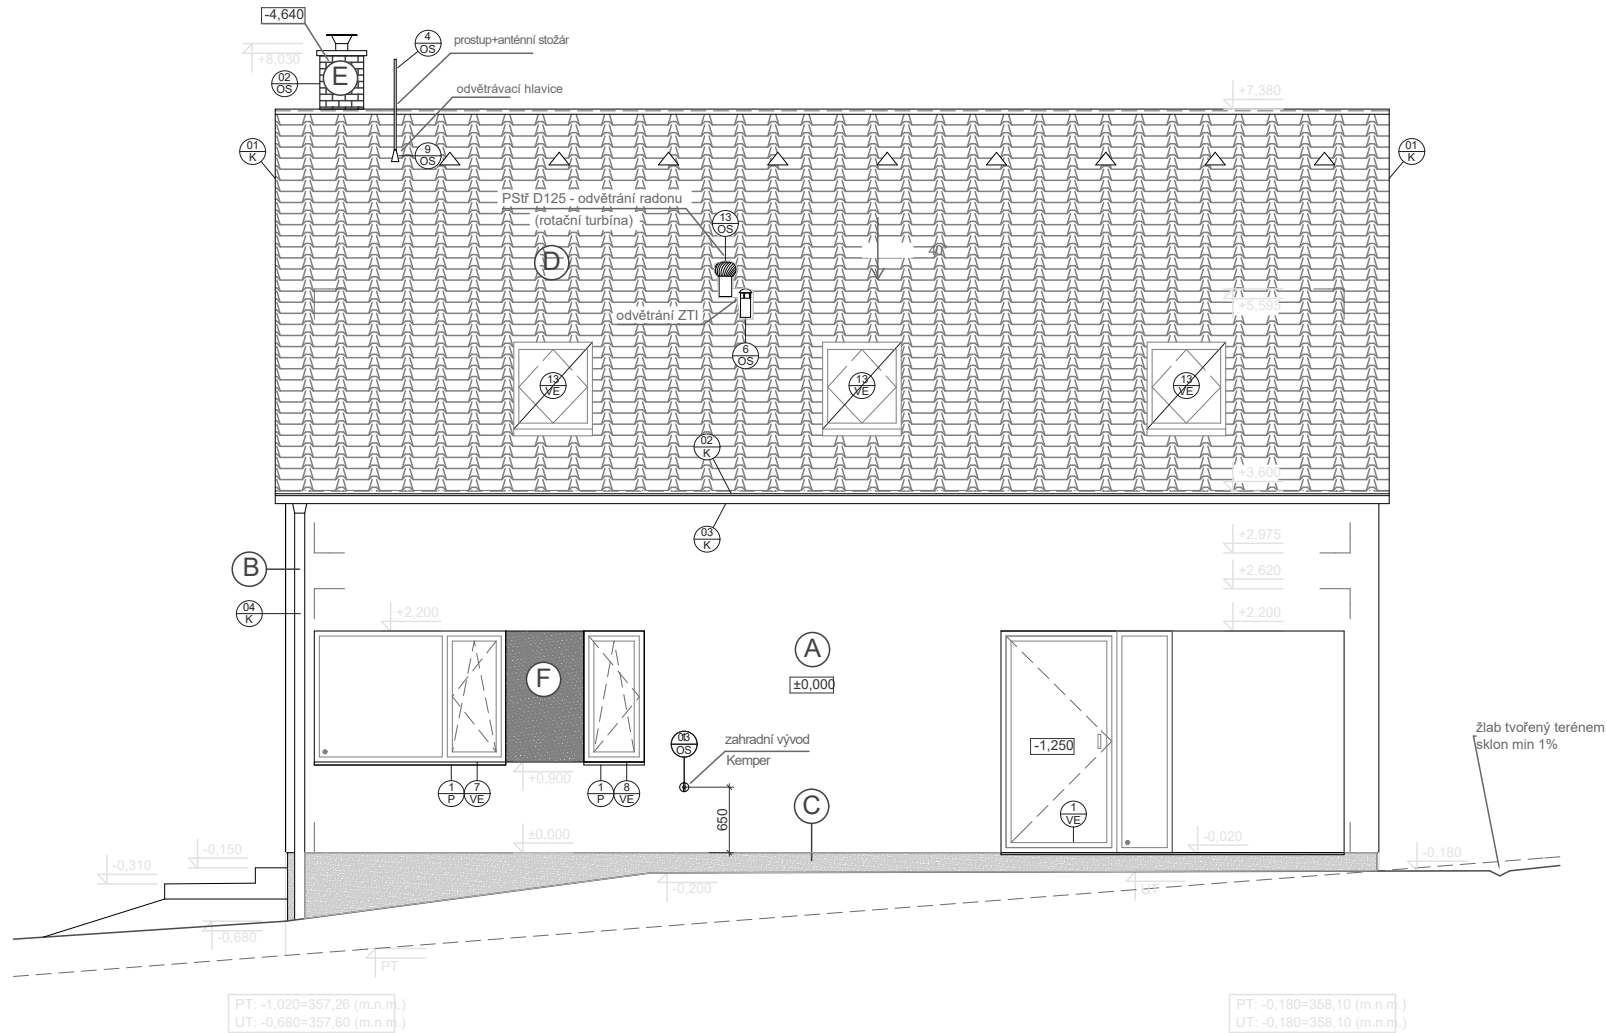 -4,640
4
OS
prostup+anténní stožár
+8,030
E
02
OS
odvětrávací hlavice
+7,380
01
K
9
OS
01
K
PStř D125 - odvětrání radonu
(rotační turbína)
13
OS
D
40°
+5,595
odvětrání ZTI
6
OS
13
VE
13
VE
13
VE
02
K
+3,600
03
K
+2,975
B
+2,620
04
K
+2,200
+2,200
A
±0,000
F
03
OS
zahradní vývod
Kemper
-1,250
žlab tvořený terénem
sklon min 1%
+0,900
1
P
7
VE
1
P
8
VE
650
C
1
VE
±0,000
-0,020
-0,150
-0,310
-0,180
-0,200
UT
-0,680
PT
PT: -1,020=357,26 (m.n.m.)
UT: -0,680=357,60 (m.n.m.)
PT: -0,180=358,10 (m.n.m.)
UT: -0,180=358,10 (m.n.m.)